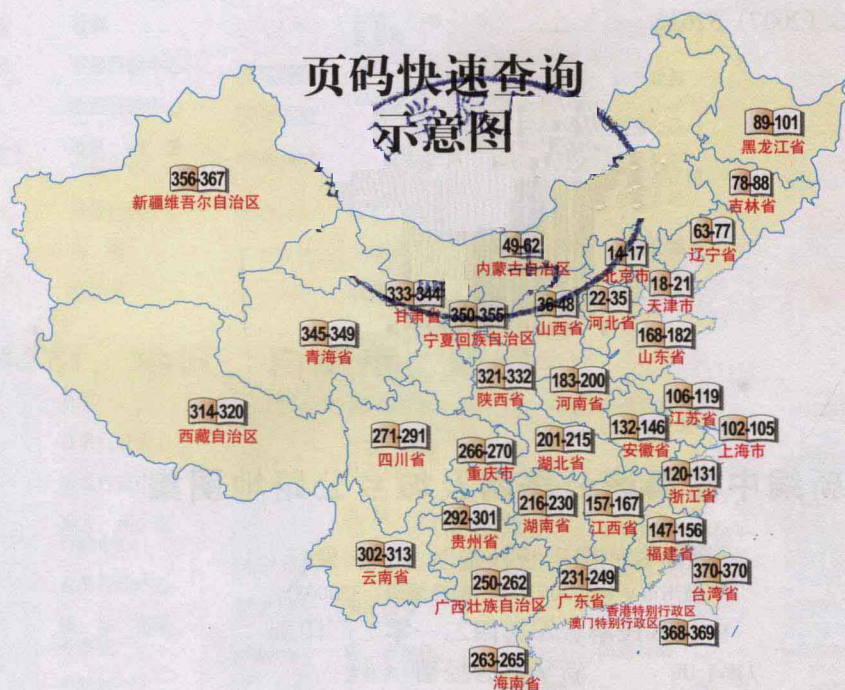 页码快速查询
示意图
89-101
黑龙江省
356-367
新疆维吾尔自治区
78-88
吉林省
63-77
辽宁省
49-62
内蒙古自治区
14-17
北京市
18-21
天津市
333-344
甘肃省
350-355
宁夏回族自治区
36-48
山西省
22-35
河北省
345-349
青海省
168-182
山东省
321-332
陕西省
183-200
河南省
106-119
江苏省
314-320
西藏自治区
271-291
四川省
266-270
重庆市
201-215
湖北省
132-146
安徽省
102-105
上海市
120-131
浙江省
292-301
贵州省
216-230
湖南省
157-167
江西省
147-156
福建省
302-313
云南省
250-262
广西壮族自治区
231-249
广东省
370-370
台湾省
香港特别行政区
澳门特别行政区
368-369
263-265
海南省